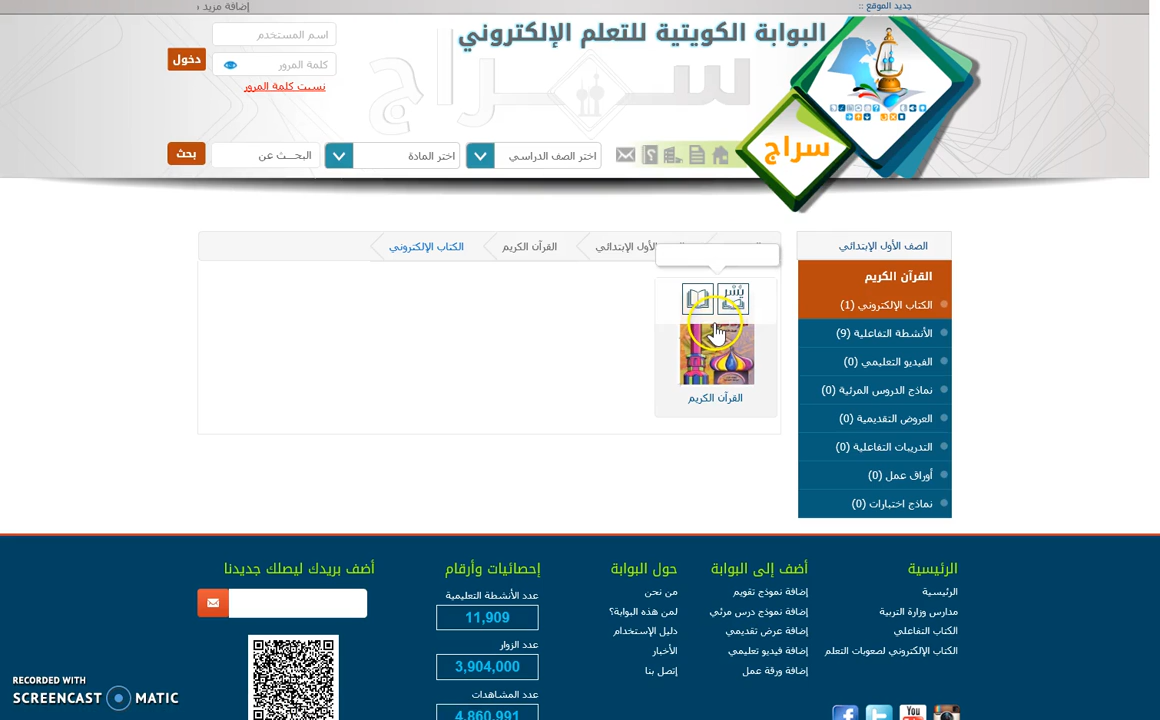 جديد الموقع ::
إضافة مزيد
البوابة الكويتية للتعلم الإلكتروني
سراج
سراج
اسم المستخدم
كلمة المرور
دخول
نسيت كلمة المرور
اختر الصف الدراسي
اختر المادة
البحـــث عن
بحث
الأول الإبتدائي
القرآن الكريم
الكتاب الإلكتروني
القرآن الكريم
الصف الأول الإبتدائي
القرآن الكريم
الكتاب الإلكتروني (1)
الأنشطة التفاعلية (9)
الفيديو التعليمي (0)
نماذج الدروس المرئية (0)
العروض التقديمية (0)
التدريبات التفاعلية (0)
أوراق عمل (0)
نماذج اختبارات (0)
الرئيسية
الرئيسية
مدارس وزارة التربية
الكتاب التفاعلي
الكتاب الإلكتروني لصعوبات التعلم
أضف إلى البوابة
إضافة نموذج تقويم
إضافة نموذج درس مرئي
إضافة عرض تقديمي
إضافة فيديو تعليمي
إضافة ورقة عمل
حول البوابة
من نحن
لمن هذه البوابة؟
دليل الإستخدام
الأخبار
إتصل بنا
إحصائيات وأرقام
عدد الأنشطة التعليمية
11,909
عدد الزوار
3,904,000
عدد المشاهدات
4,860,991
أضف بريدك ليصلك جديدنا
You
RECORDED WITH
SCREENCAST MATIC